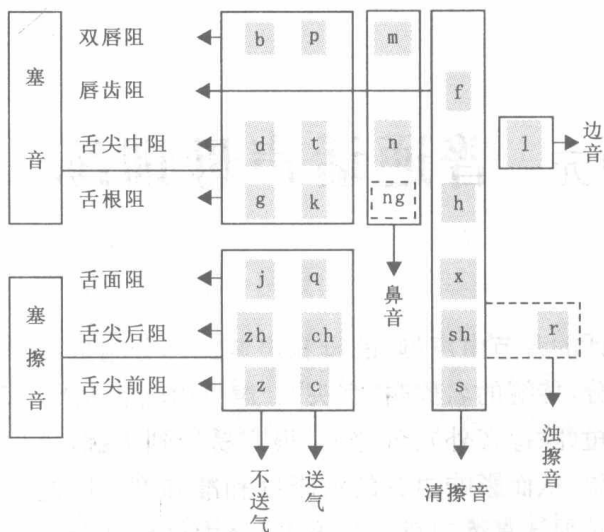 双唇阻 b p m
唇齿阻 f
塞音
舌尖中阻 d t n l 边音
舌根阻 g k ng h
舌面阻 j q 鼻音 x
塞擦音
舌尖后阻 zh ch sh r
舌尖前阻 z c s
不送气 送气 清擦音 浊擦音